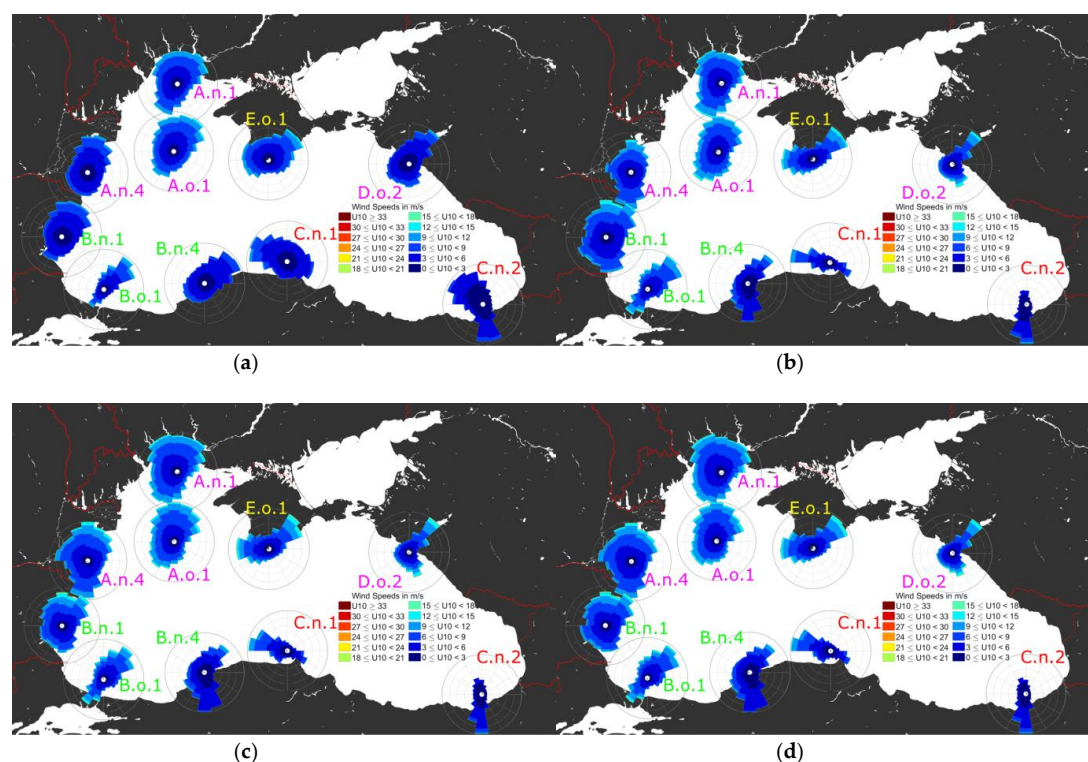 A.n.1
E.o.1
A.n.4
A.o.1
D.o.2
Wind Speeds in m/s
U10 ≥ 33
30 ≤ U10 < 33
27 ≤ U10 < 30
24 ≤ U10 < 27
21 ≤ U10 < 24
18 ≤ U10 < 21
15 ≤ U10 < 18
12 ≤ U10 < 15
9 ≤ U10 < 12
6 ≤ U10 < 9
3 ≤ U10 < 6
0 ≤ U10 < 3
B.n.1
B.n.4
C.n.1
C.n.2
B.o.1
(a)
A.n.1
E.o.1
A.n.4
A.o.1
D.o.2
Wind Speeds in m/s
U10 ≥ 33
30 ≤ U10 < 33
27 ≤ U10 < 30
24 ≤ U10 < 27
21 ≤ U10 < 24
18 ≤ U10 < 21
15 ≤ U10 < 18
12 ≤ U10 < 15
9 ≤ U10 < 12
6 ≤ U10 < 9
3 ≤ U10 < 6
0 ≤ U10 < 3
B.n.1
B.n.4
C.n.1
C.n.2
B.o.1
(b)
A.n.1
E.o.1
A.n.4
A.o.1
D.o.2
Wind Speeds in m/s
U10 ≥ 33
30 ≤ U10 < 33
27 ≤ U10 < 30
24 ≤ U10 < 27
21 ≤ U10 < 24
18 ≤ U10 < 21
15 ≤ U10 < 18
12 ≤ U10 < 15
9 ≤ U10 < 12
6 ≤ U10 < 9
3 ≤ U10 < 6
0 ≤ U10 < 3
B.n.1
B.n.4
C.n.1
C.n.2
B.o.1
(c)
A.n.1
E.o.1
A.n.4
A.o.1
D.o.2
Wind Speeds in m/s
U10 ≥ 33
30 ≤ U10 < 33
27 ≤ U10 < 30
24 ≤ U10 < 27
21 ≤ U10 < 24
18 ≤ U10 < 21
15 ≤ U10 < 18
12 ≤ U10 < 15
9 ≤ U10 < 12
6 ≤ U10 < 9
3 ≤ U10 < 6
0 ≤ U10 < 3
B.n.1
B.n.4
C.n.1
C.n.2
B.o.1
(d)